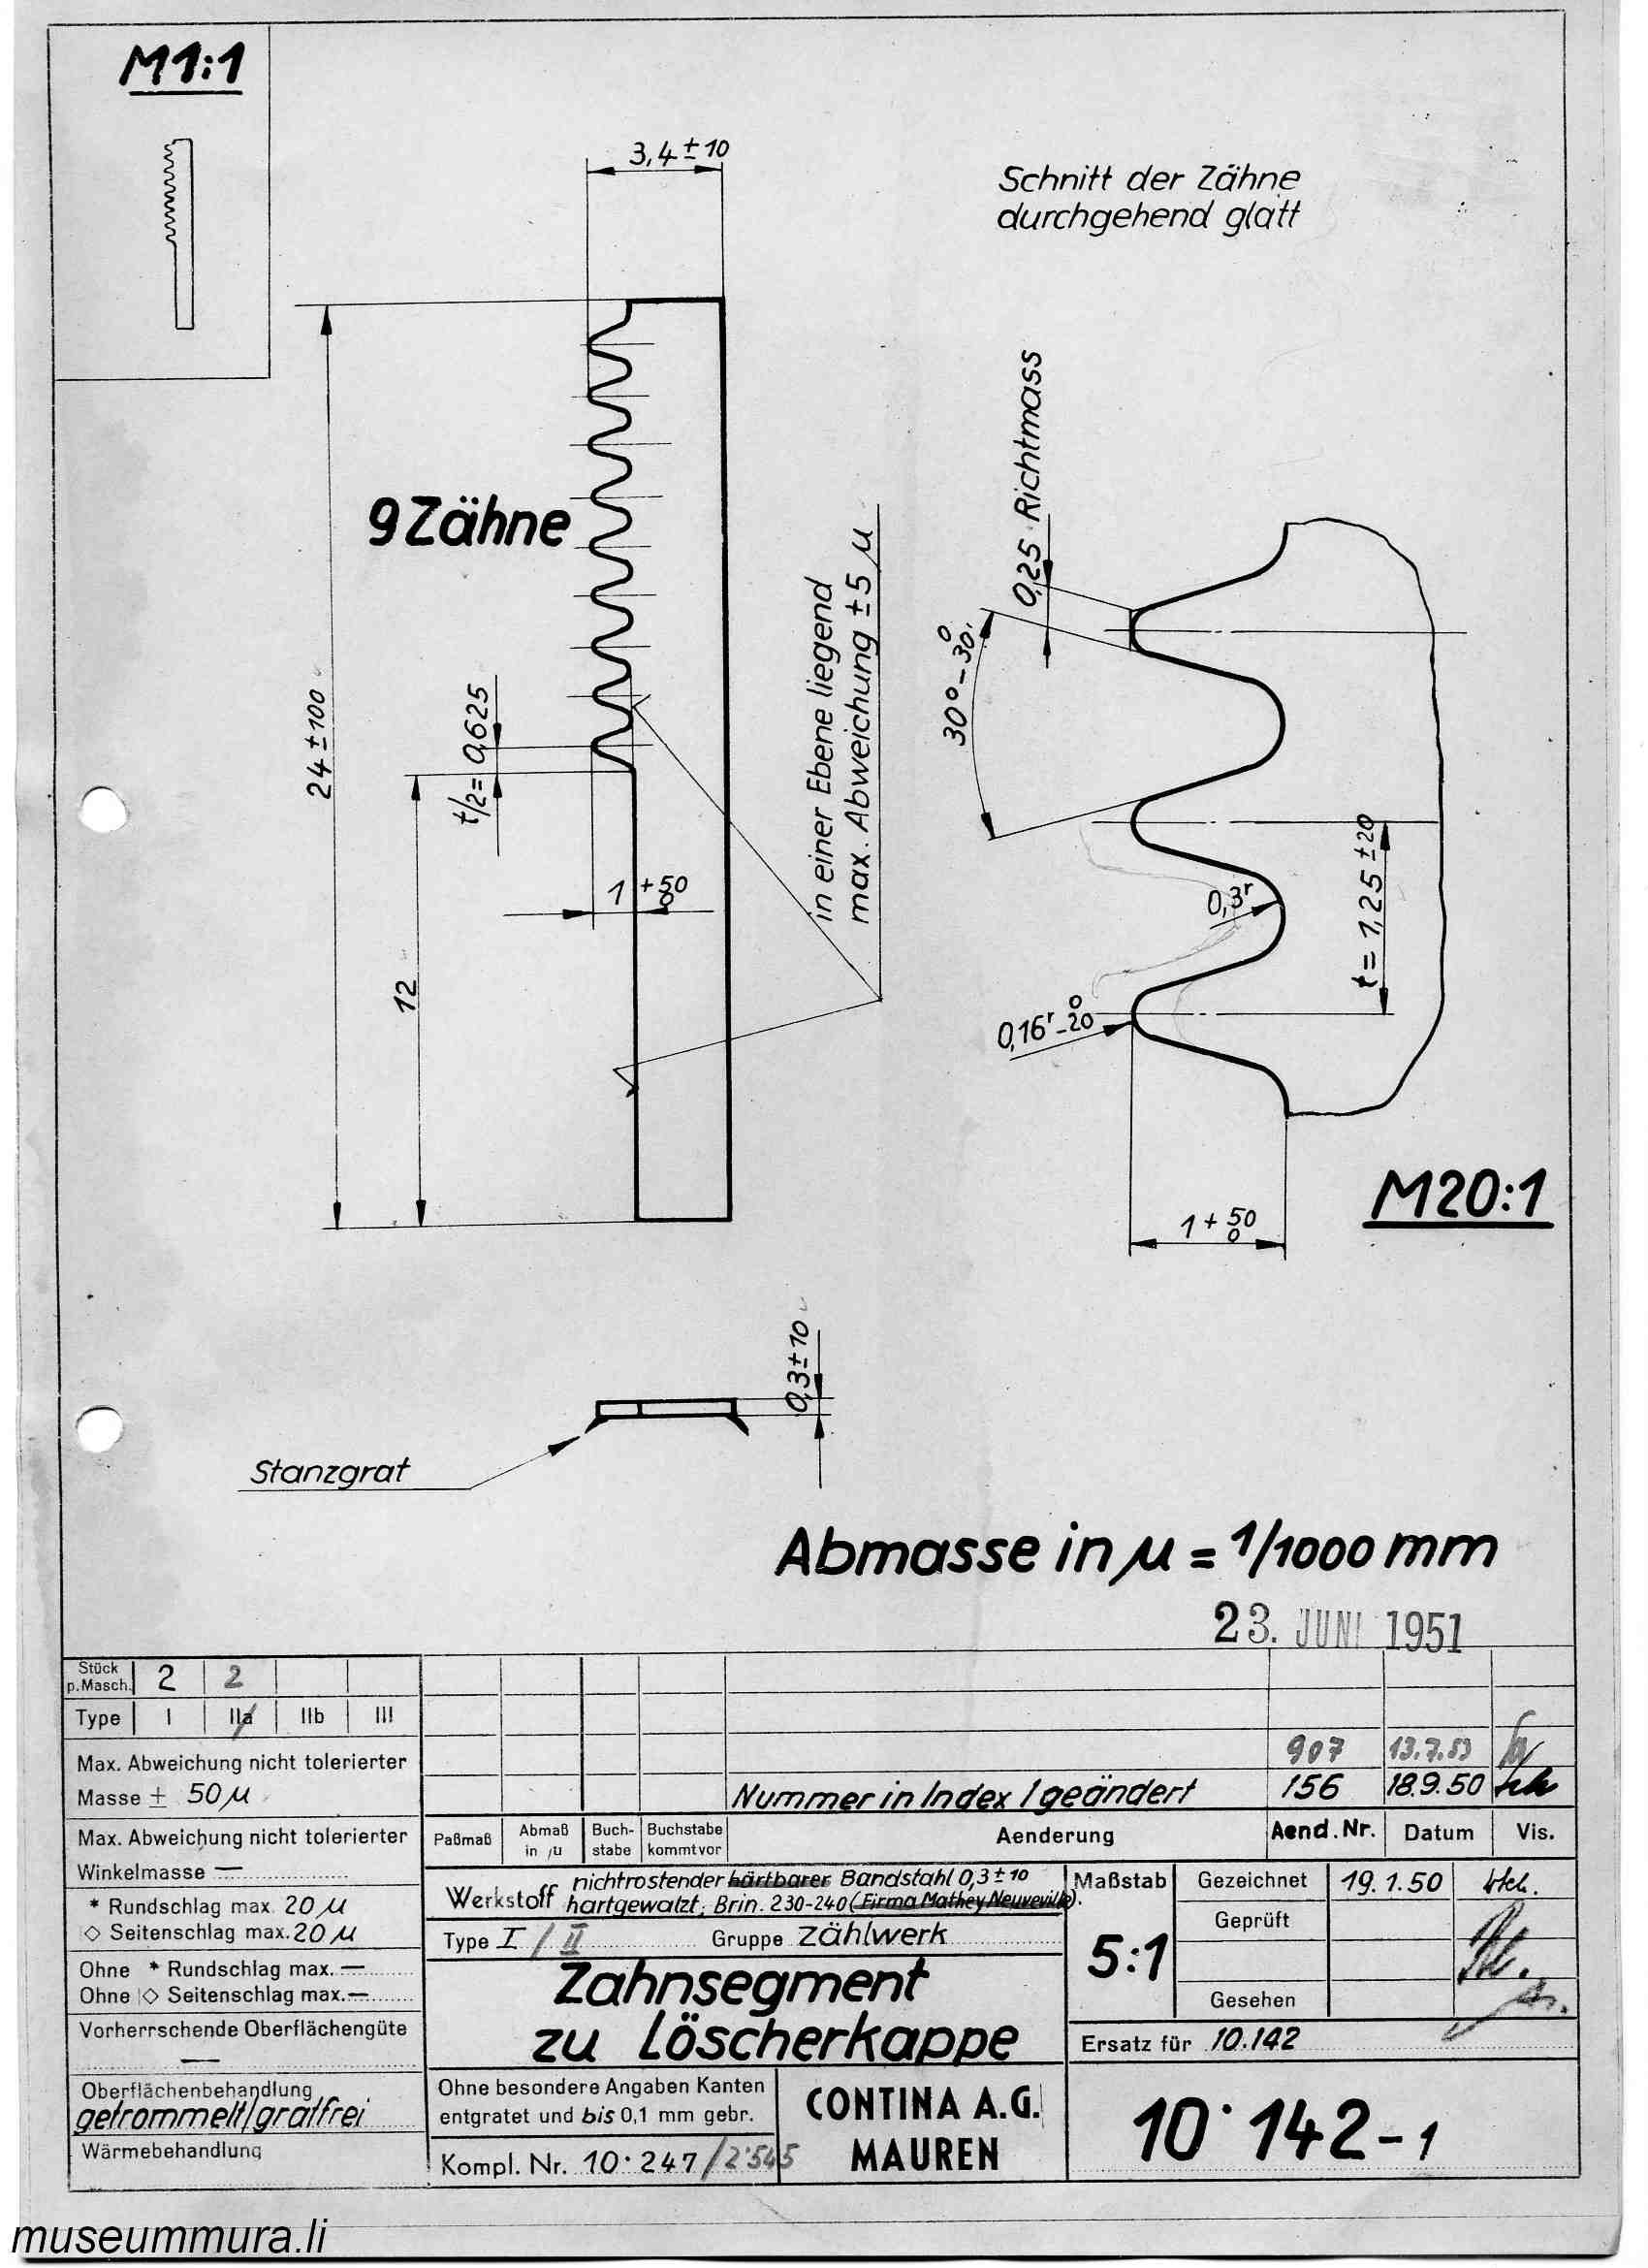 M1:1
3,4 ± 10
Schnitt der Zähne
durchgehend glatt
9 Zähne
24 ± 100
t/2 = 0,625
12
1 + 50 0
in einer Ebene liegend
max. Abweichung ± 5 µ
0,25 Richtmass
30° - 30' 0
0,3r
0,16r 0 -20
t = 1,25 ± 20
1 + 50 0
M20:1
0,3 ± 10
Stanzgrat
Abmasse in µ = 1/1000 mm
23. JUNI 1951
Stück p. Masch. 2 2
Type I IIa IIb III
Max. Abweichung nicht tolerierter
Masse ± 50 µ
Max. Abweichung nicht tolerierter
Winkelmasse —
* Rundschlag max. 20 µ
◇ Seitenschlag max. 20 µ
Ohne * Rundschlag max. —
Ohne ◇ Seitenschlag max. —
Vorherrschende Oberflächengüte
—
Oberflächenbehandlung
getrommelt/gratfrei
Wärmebehandlung
907 13.7.53
Nummer in Index 1 geändert 156 18.9.50
Paßmaß Abmaß in µ Buchstabe Buchstabe kommt vor Aenderung Aend. Nr. Datum Vis.
Werkstoff nichtrostender härtbarer Bandstahl 0,3 ± 10
hartgewalzt; Brin. 230-240 (Firma Mathey Neuveville).
Type I / II Gruppe Zählwerk
Zahnsegment
zu Löscherkappe
Ohne besondere Angaben Kanten
entgratet und bis 0,1 mm gebr.
Kompl. Nr. 10·247 / 2'545
CONTINA A.G.
MAUREN
Maßstab
5:1
Gezeichnet 19.1.50
Geprüft
Gesehen
Ersatz für 10.142
10·142-1
museummura.li